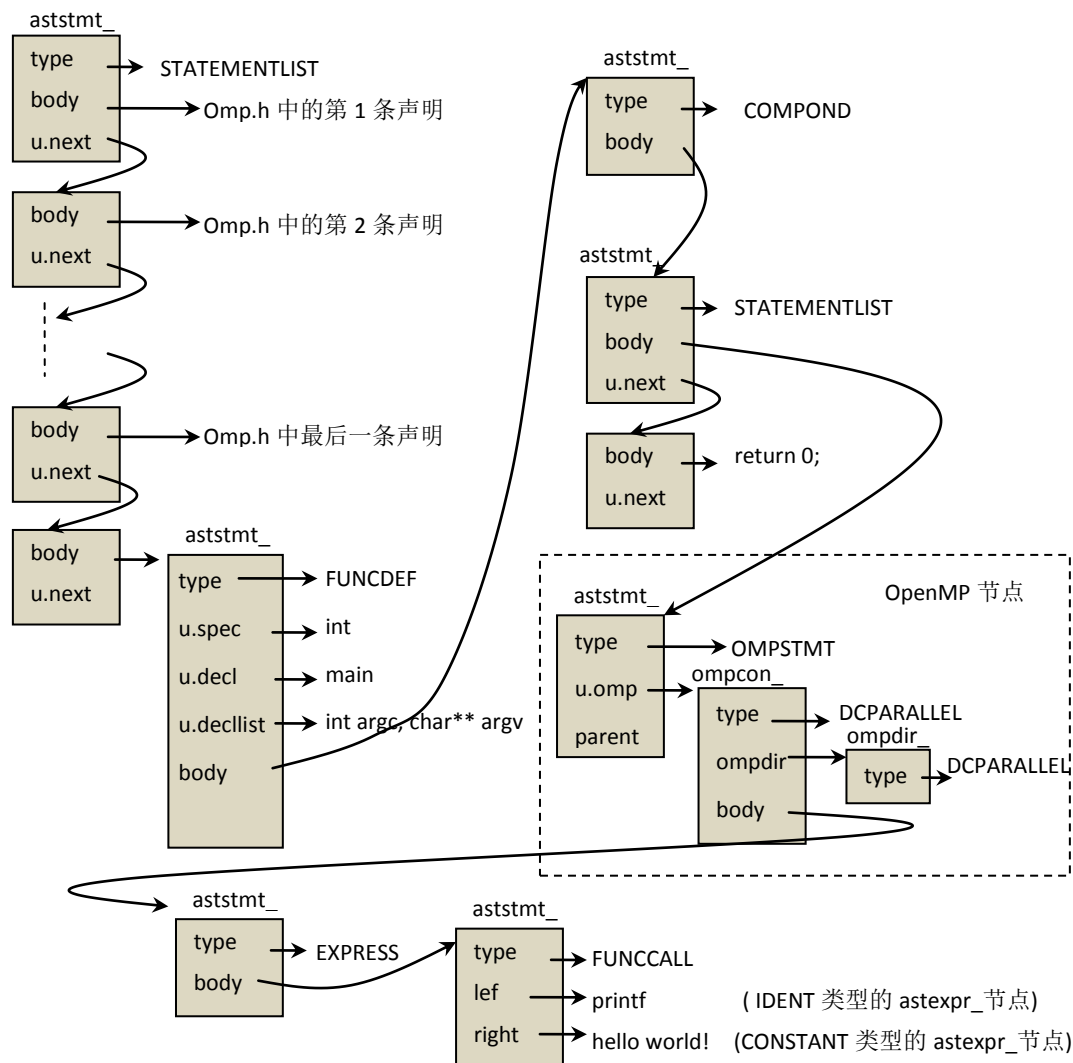 aststmt_
type
STATEMENTLIST
body
Omp.h 中的第 1 条声明
u.next
body
Omp.h 中的第 2 条声明
u.next
body
Omp.h 中最后一条声明
u.next
body
u.next
aststmt_
type
FUNCDEF
u.spec
int
u.decl
main
u.decllist
int argc, char** argv
body
aststmt_
type
COMPOND
body
aststmt_
type
STATEMENTLIST
body
u.next
body
return 0;
u.next
OpenMP 节点
aststmt_
type
OMPSTMT
u.omp
parent
ompcon_
type
DCPARALLEL
ompdir
body
ompdir_
type
DCPARALLEL
aststmt_
type
EXPRESS
body
aststmt_
type
FUNCCALL
lef
printf
( IDENT 类型的 astexpr_节点)
right
hello world!
(CONSTANT 类型的 astexpr_节点)